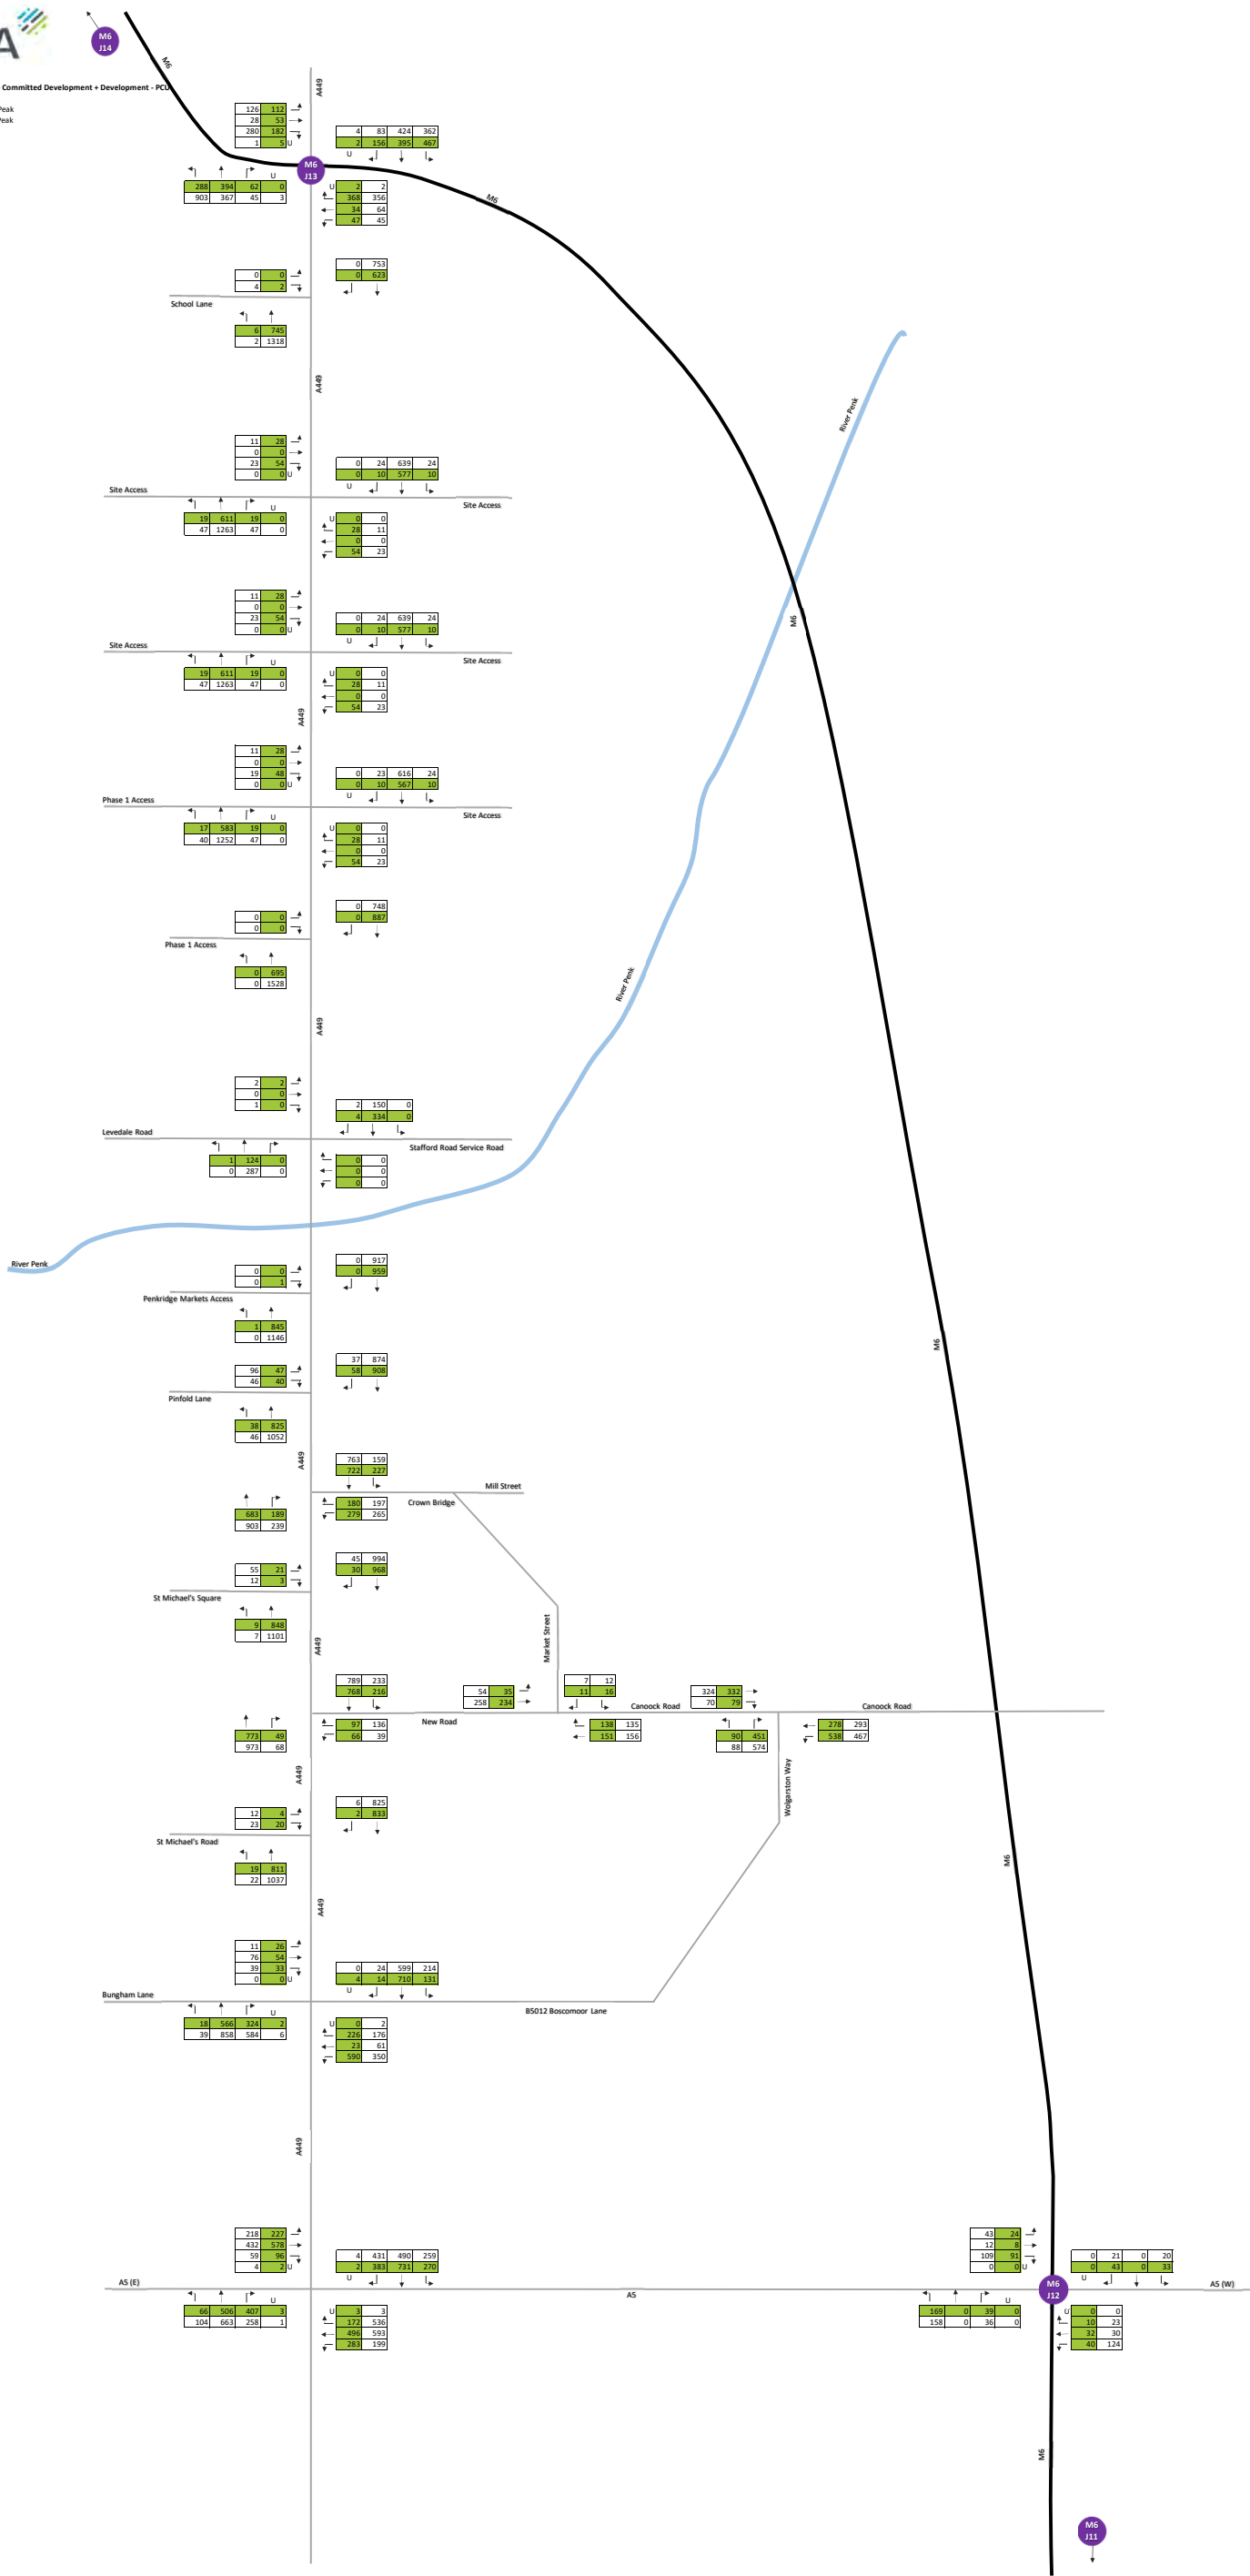 A
M6
J14
M6
A449
Committed Development + Development - PCU
Peak
Peak
126 112
28 53
280 182
1 5 U
4 83 424 362
2 156 395 467
U
M6
J13
U
288 394 62 0
903 367 45 3
U 2 2
368 356
34 64
47 45
M6
0 753
0 623
0 0
4 2
School Lane
6 745
2 1318
A449
River Penk
11 28
0 0
23 54
0 0 U
0 24 639 24
0 10 577 10
U
Site Access
Site Access
U
19 611 19 0
47 1263 47 0
U 0 0
28 11
0 0
54 23
11 28
0 0
23 54
0 0 U
0 24 639 24
0 10 577 10
U
M6
Site Access
Site Access
U
19 611 19 0
47 1263 47 0
U 0 0
28 11
0 0
54 23
A449
11 28
0 0
19 48
0 0 U
0 23 616 24
0 10 567 10
U
Phase 1 Access
Site Access
U
17 583 19 0
40 1252 47 0
U 0 0
28 11
0 0
54 23
0 748
0 887
0 0
0 0
Phase 1 Access
0 695
0 1528
River Penk
A449
2 2
0 0
1 0
2 150 0
4 334 0
Levedale Road
Stafford Road Service Road
1 124 0
0 287 0
0 0
0 0
0 0
River Penk
0 917
0 959
0 0
0 1
Penkridge Markets Access
1 845
0 1146
M6
37 874
58 908
96 47
46 40
Pinfold Lane
38 825
46 1052
A449
763 159
722 227
Mill Street
Crown Bridge
683 189
903 239
180 197
279 265
45 994
30 968
55 21
12 3
St Michael's Square
9 848
7 1101
A449
Market Street
789 233
768 216
54 35
258 234
7 12
11 16
324 332
70 79
Canoock Road
Canoock Road
New Road
773 49
973 68
97 136
66 39
138 135
151 156
90 451
88 574
278 293
538 467
A449
Wolgarston Way
6 825
2 833
12 4
23 20
St Michael's Road
19 811
22 1037
M6
A449
11 26
76 54
39 33
0 0 U
0 24 599 214
4 14 710 131
U
Bungham Lane
B5012 Boscomoor Lane
U
18 566 324 2
39 858 584 6
U 0 2
226 176
23 61
590 350
A449
218 227
432 578
59 96
4 2 U
4 431 490 259
2 383 731 270
U
43 24
12 8
109 91
0 0 U
0 21 0 20
0 43 0 33
U
M6
J12
A5 (E)
A5
A5 (W)
U
66 506 407 3
104 663 258 1
U 3 3
172 536
496 593
283 199
U
169 0 39 0
158 0 36 0
U 0 0
10 23
32 30
40 124
M6
M6
J11